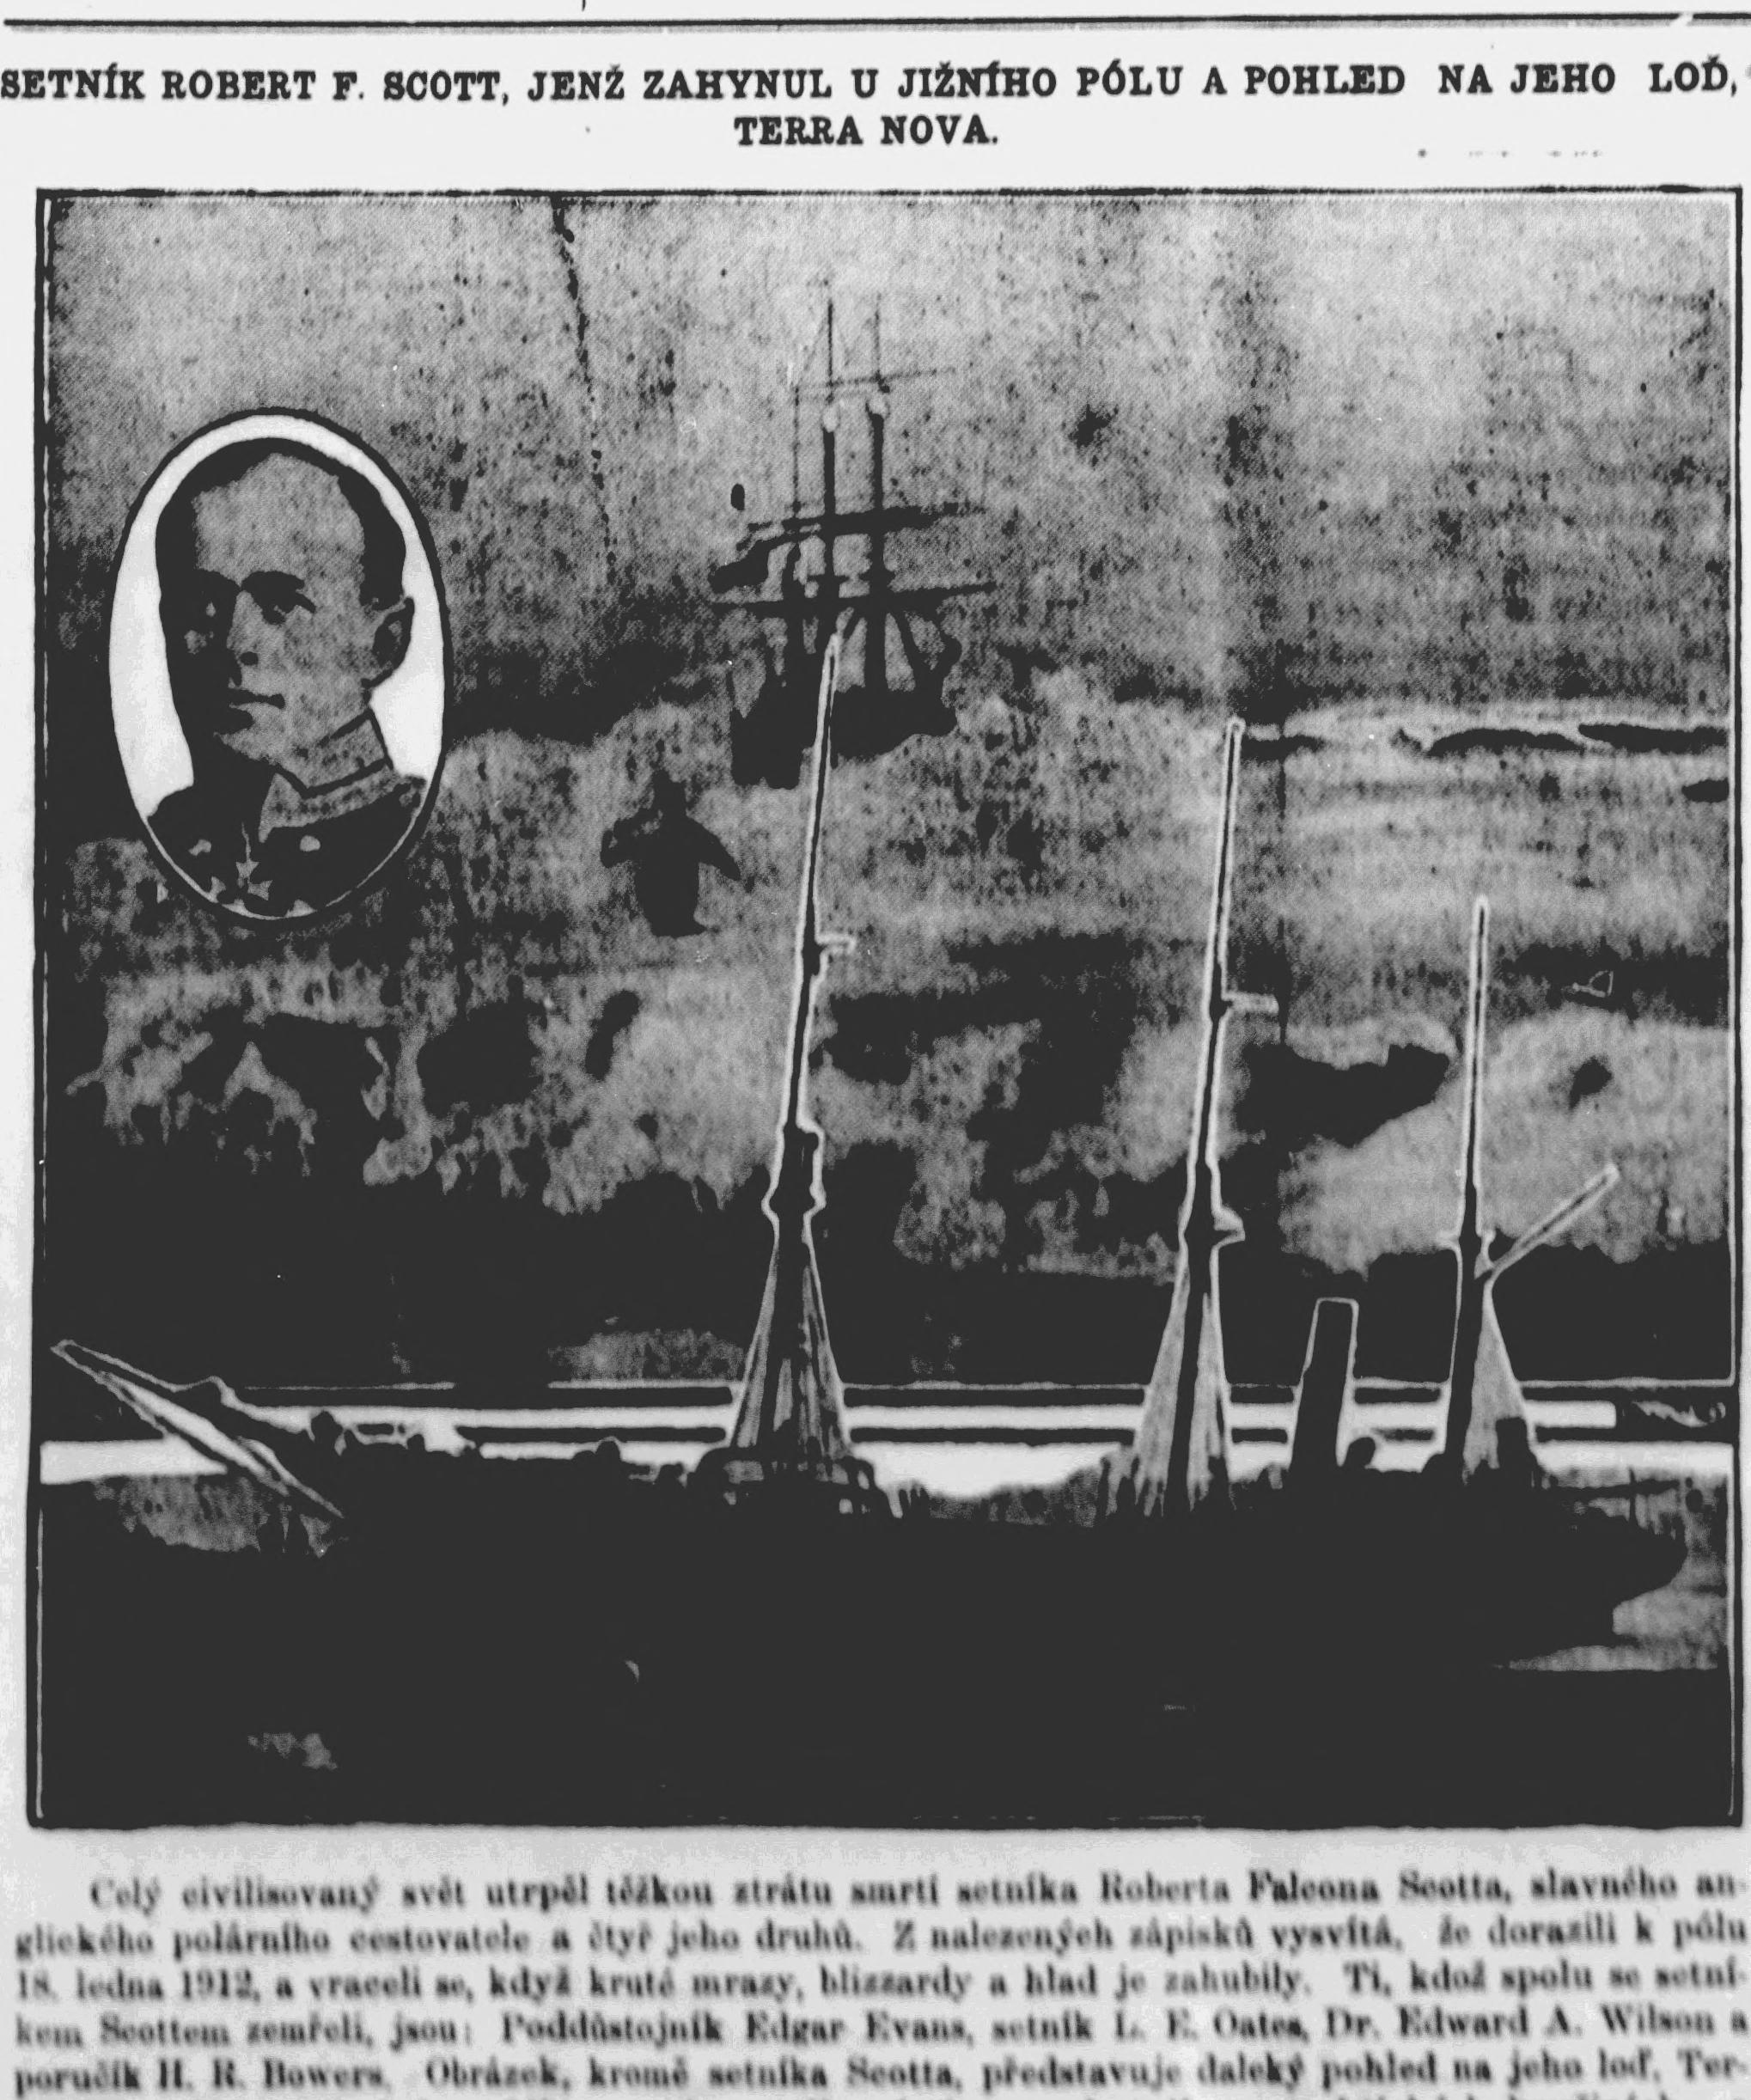 SETNÍK ROBERT F. SCOTT, JENŽ ZAHYNUL U JIŽNÍHO PÓLU A POHLED NA JEHO LOĎ,
TERRA NOVA.
Celý civilisovaný svět utrpěl těžkou ztrátu smrtí setníka Roberta Falcona Scotta, slavného an-
glického polárního cestovatele a čtyř jeho druhů. Z nalezených zápisků vysvítá, že dorazili k pólu
18. ledna 1912, a vraceli se, když kruté mrazy, blizzardy a hlad je zahubily. Ti, kdož spolu se setní-
kem Scottem zemřeli, jsou: Poddůstojník Edgar Evans, setník L. E. Oates, Dr. Edward A. Wilson a
poručík H. R. Bowers. Obrázek, kromě setníka Scotta, představuje daleký pohled na jeho loď, Ter-